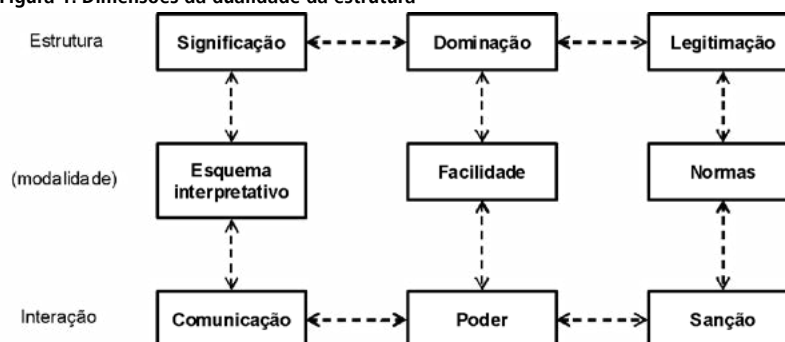 Figura 1. Dimensões da dualidade da estrutura
Estrutura
Significação
Dominação
Legitimação
(modalidade)
Esquema
interpretativo
Facilidade
Normas
Interação
Comunicação
Poder
Sanção